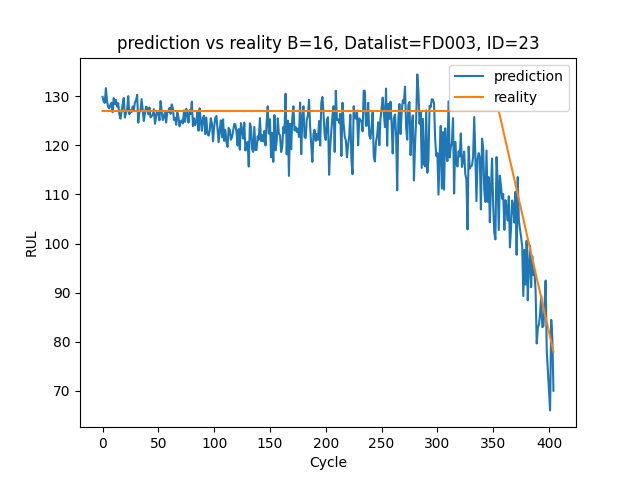 prediction vs reality B=16, Datalist=FD003, ID=23
prediction
reality
RUL
130
120
110
100
90
80
70
0 50 100 150 200 250 300 350 400
Cycle